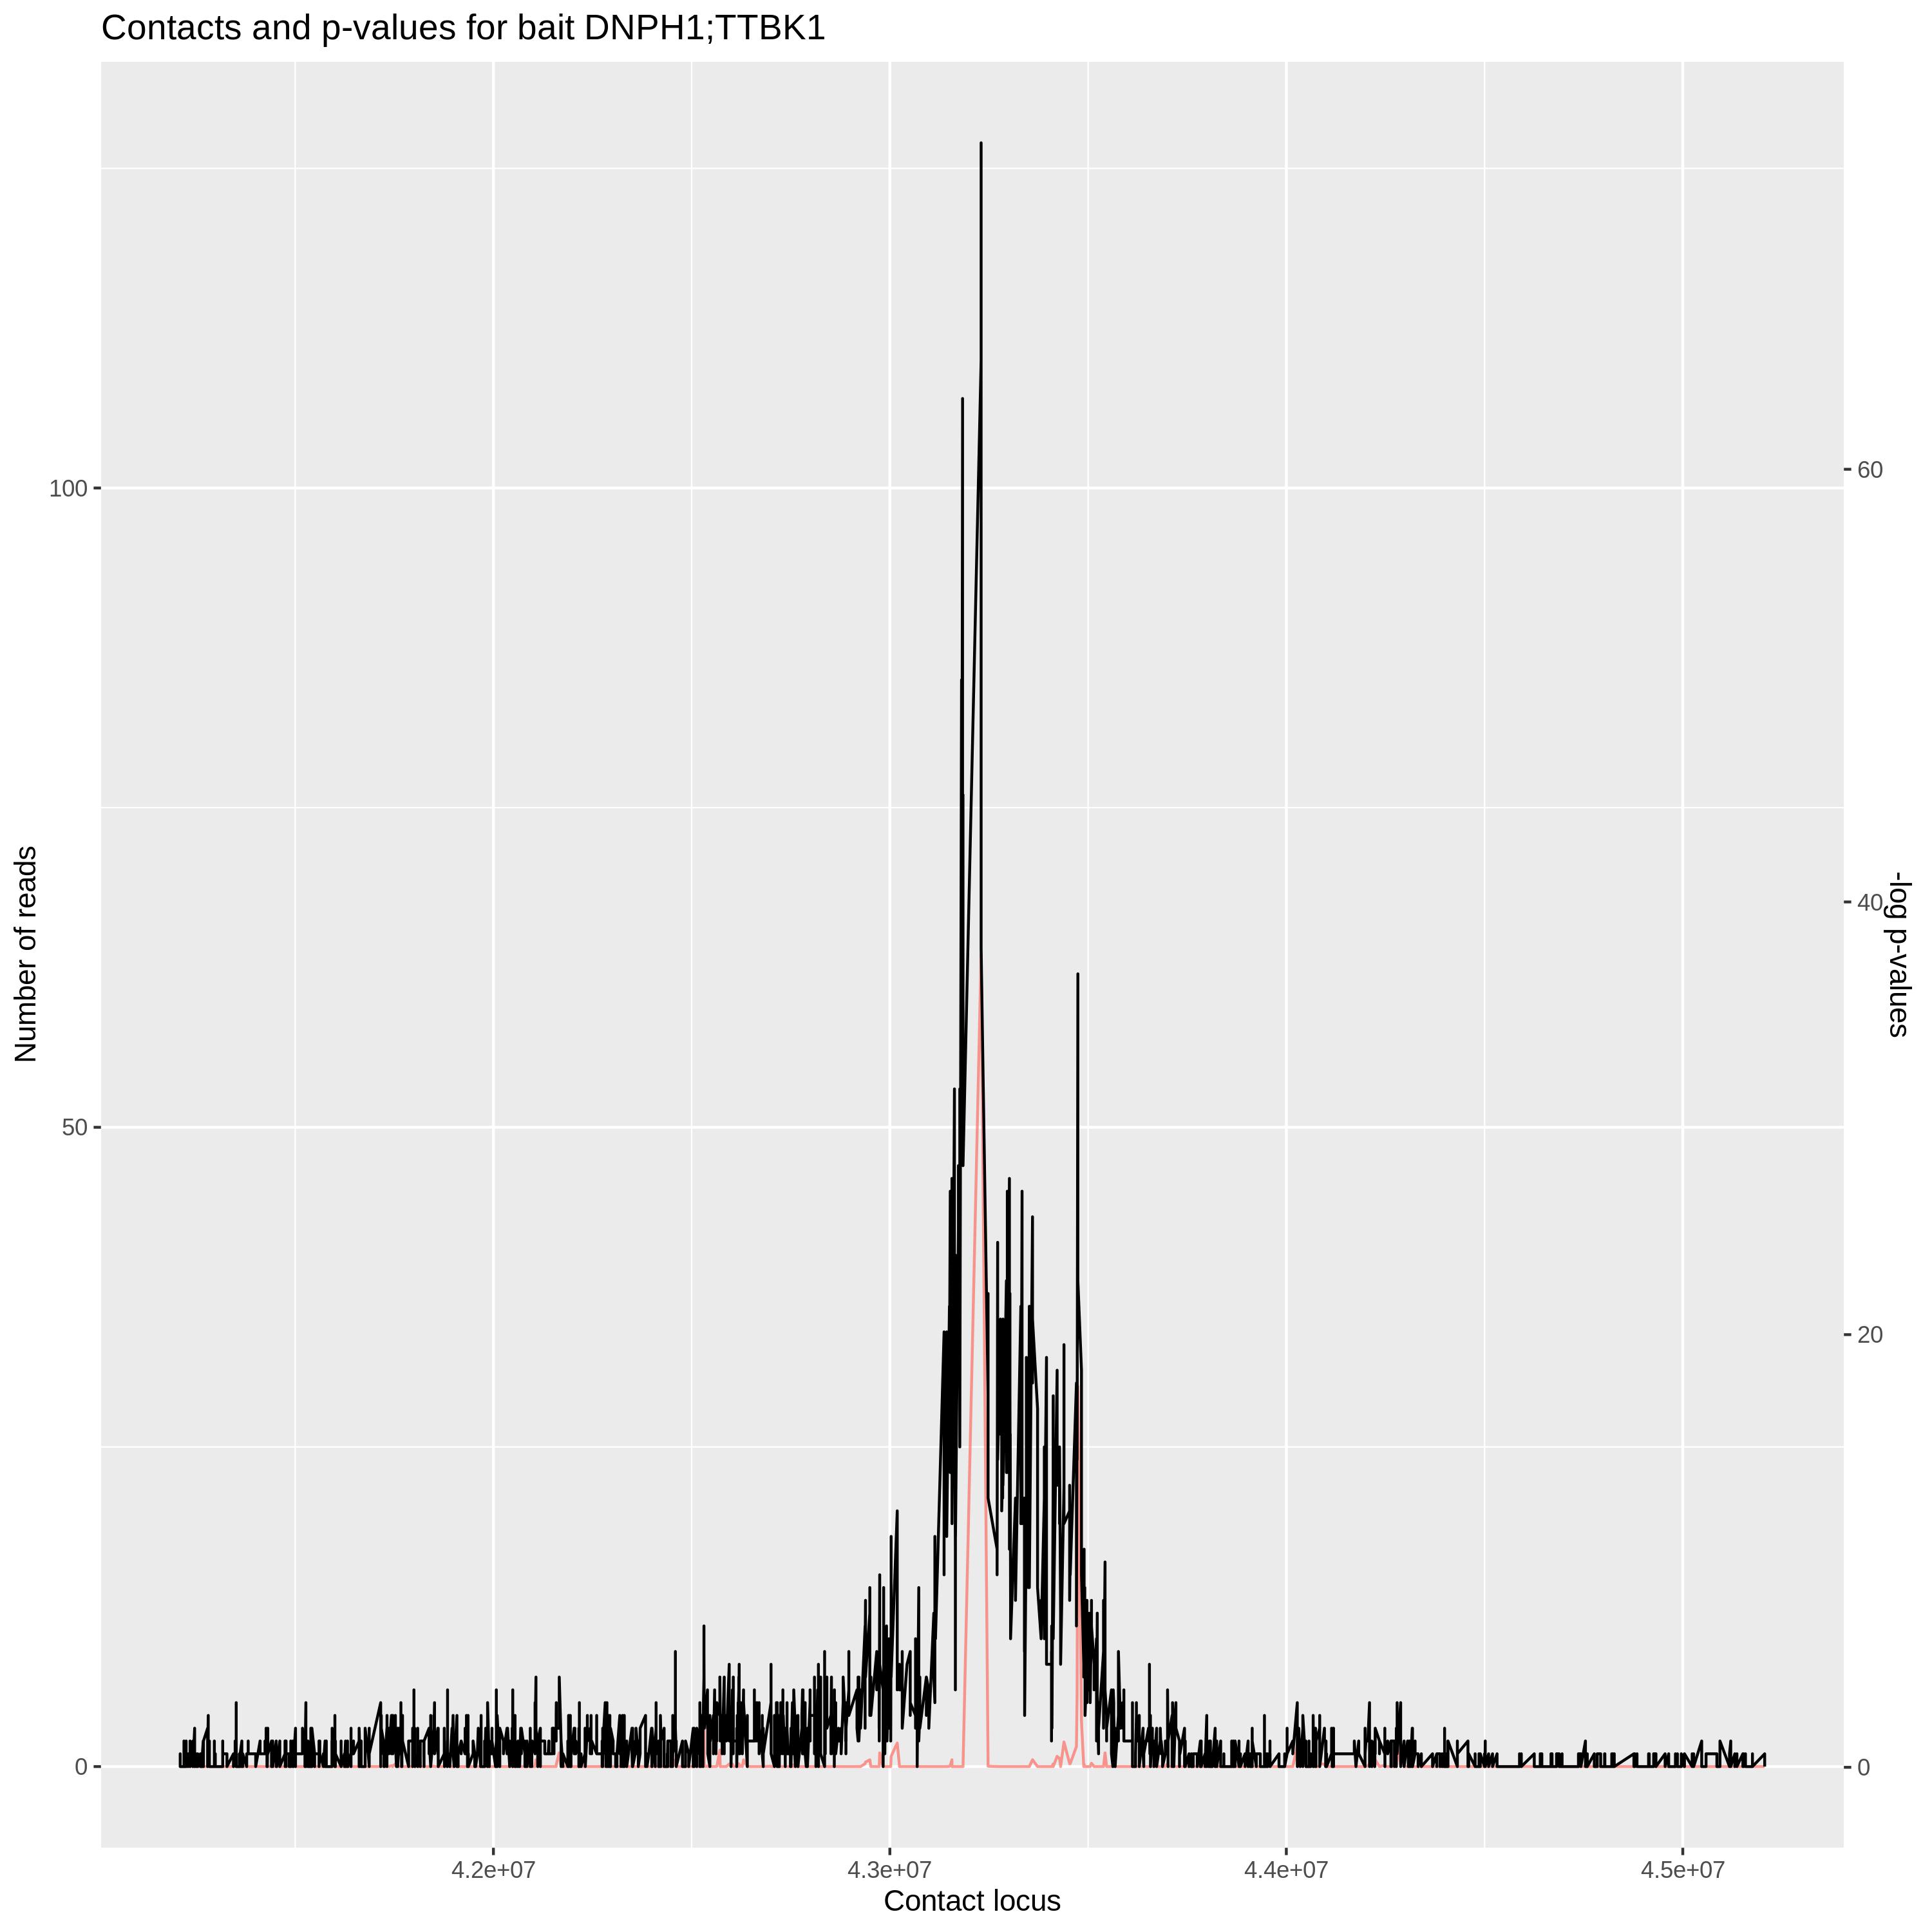 Contacts and p-values for bait DNPH1;TTBK1
Number of reads
100
50
0
60
40
20
0
-log p-values
4.2e+07
4.3e+07
4.4e+07
4.5e+07
Contact locus